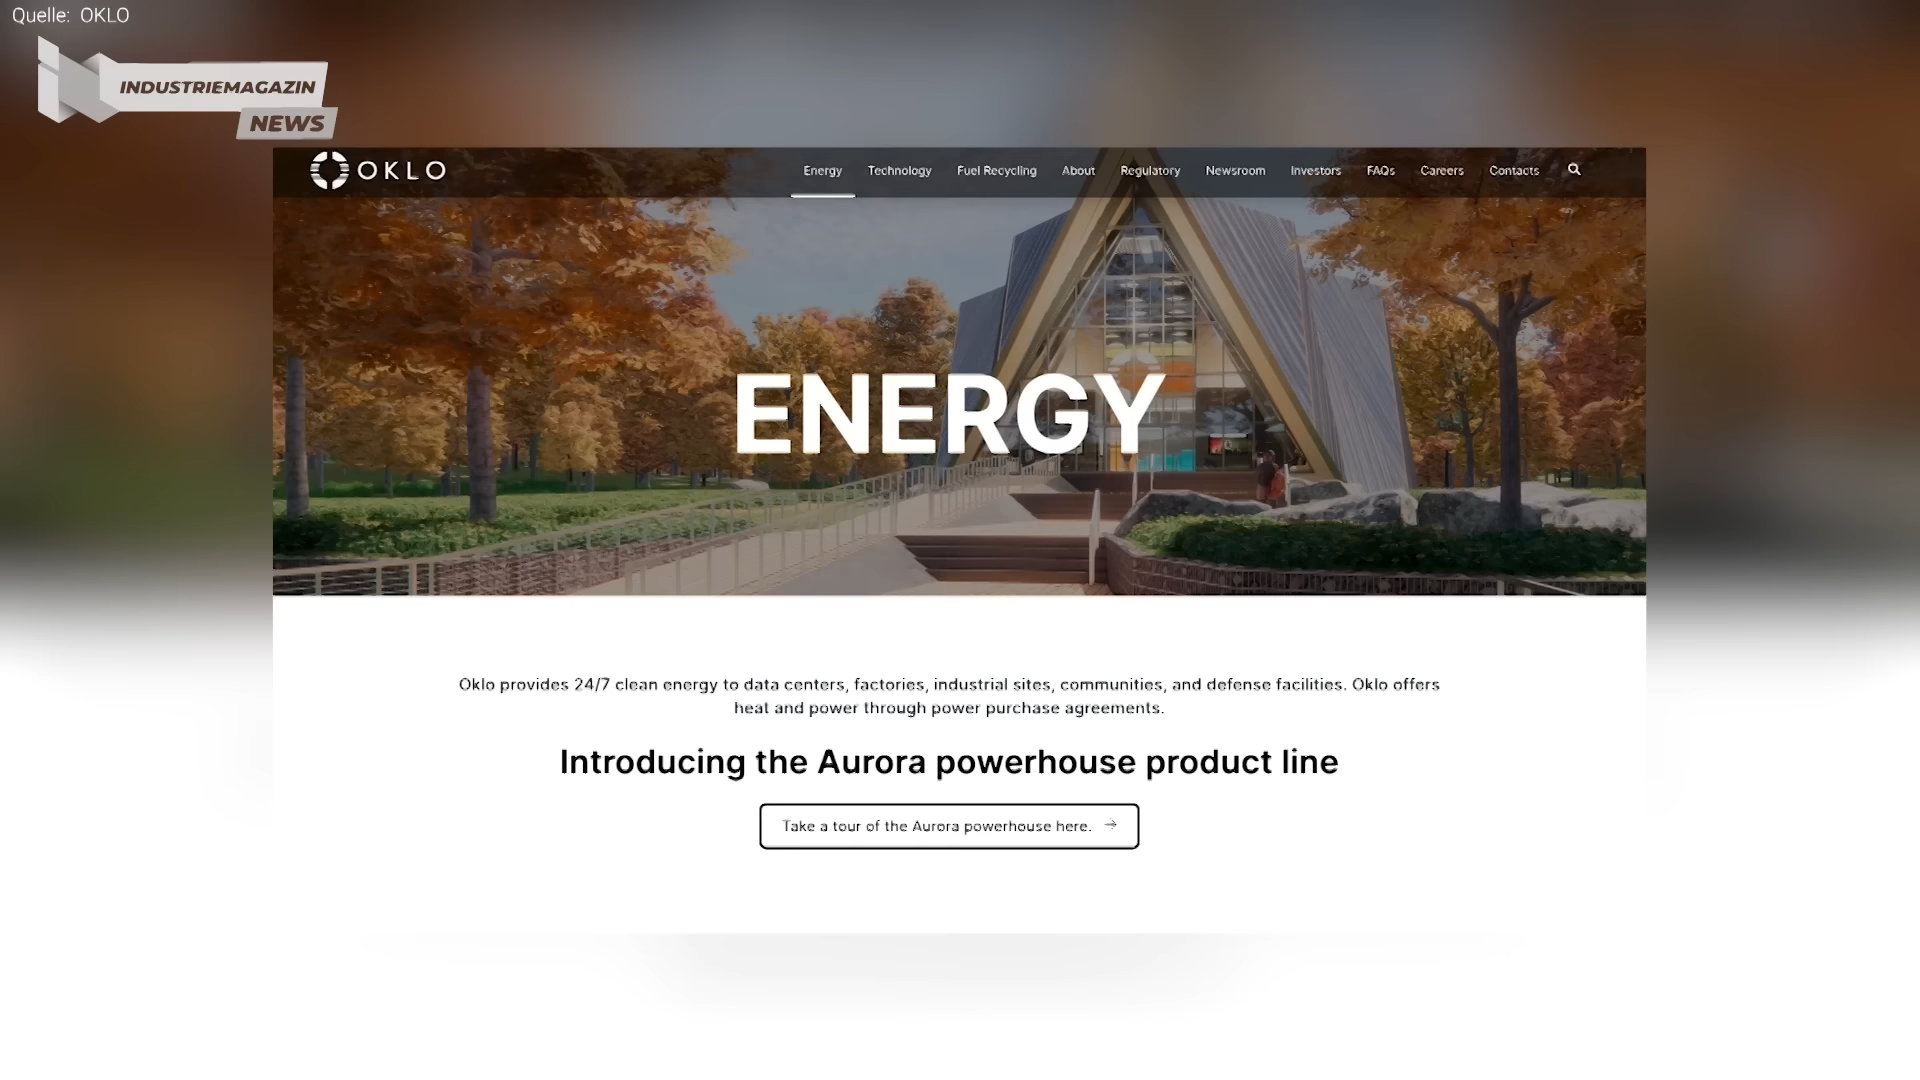 Quelle: OKLO
INDUSTRIEMAGAZIN
NEWS
OKLO
Energy Technology Fuel Recycling About Regulatory Newsroom Investors FAQs Careers Contacts
ENERGY
Oklo provides 24/7 clean energy to data centers, factories, industrial sites, communities, and defense facilities. Oklo offers
heat and power through power purchase agreements.
Introducing the Aurora powerhouse product line
Take a tour of the Aurora powerhouse here. →